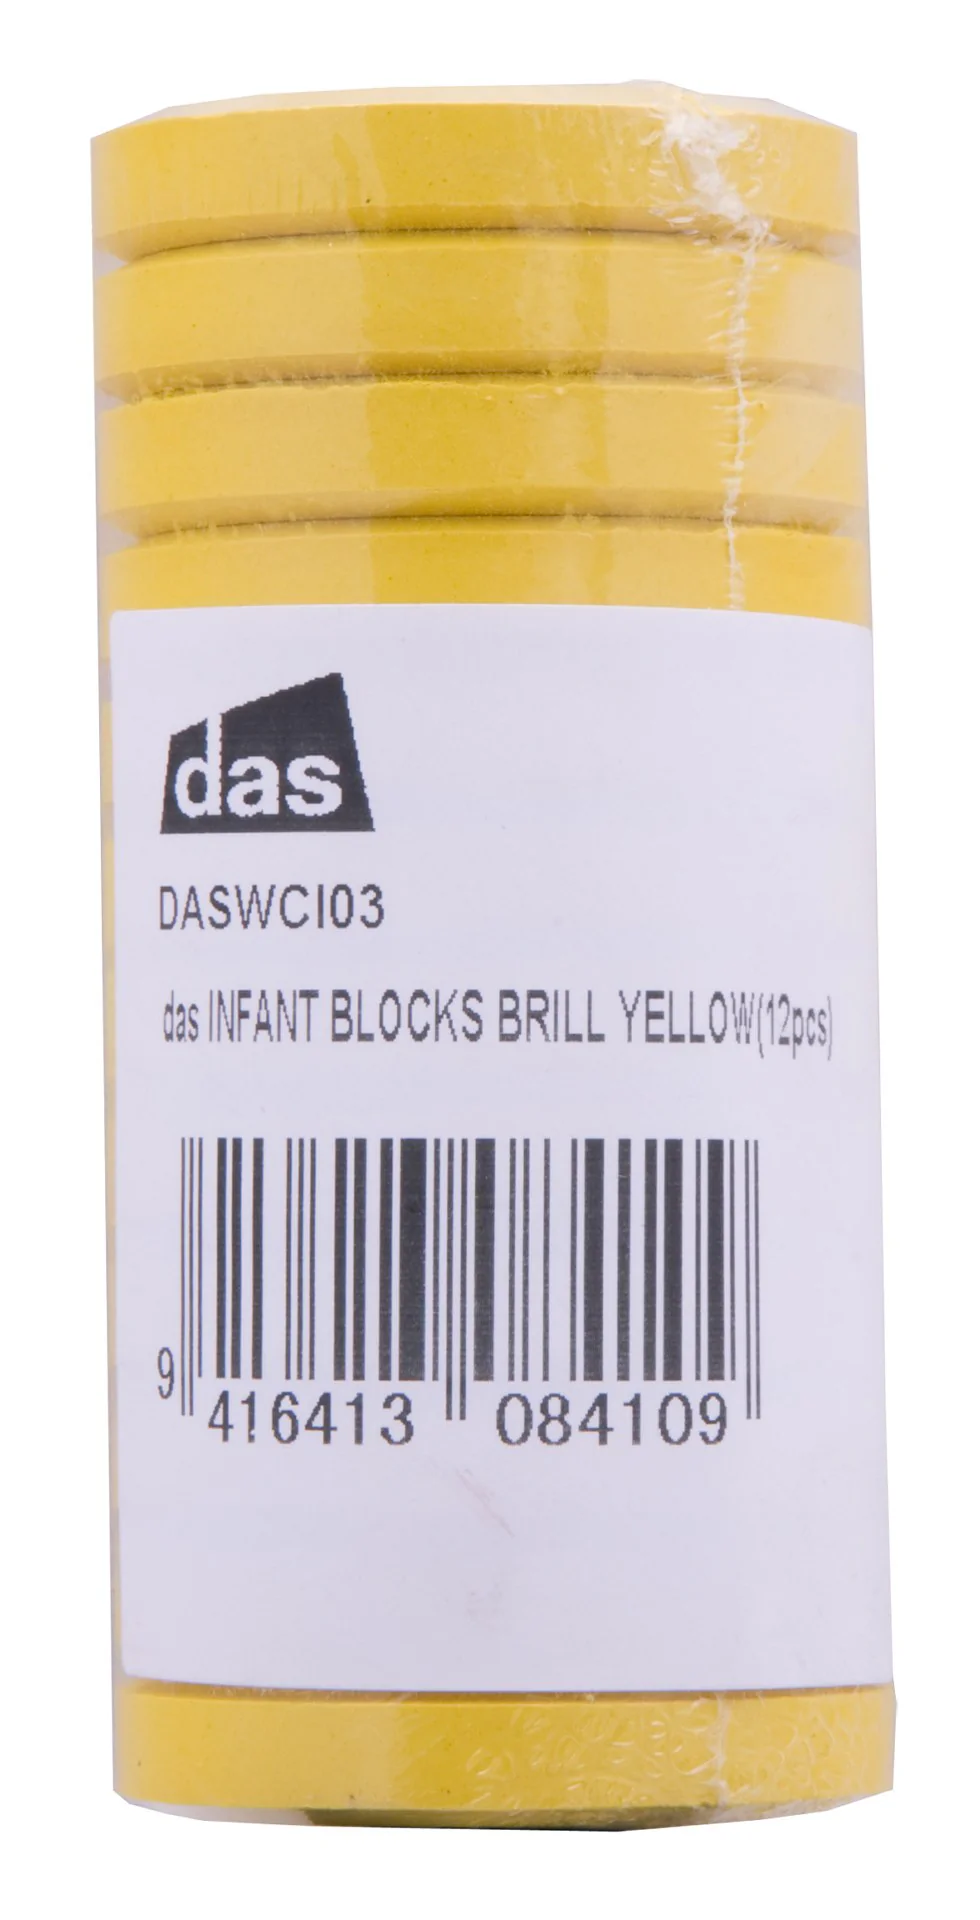 das
DASWCI03
das INFANT BLOCKS BRILL YELLOW(12pcs)
9 416413 084109